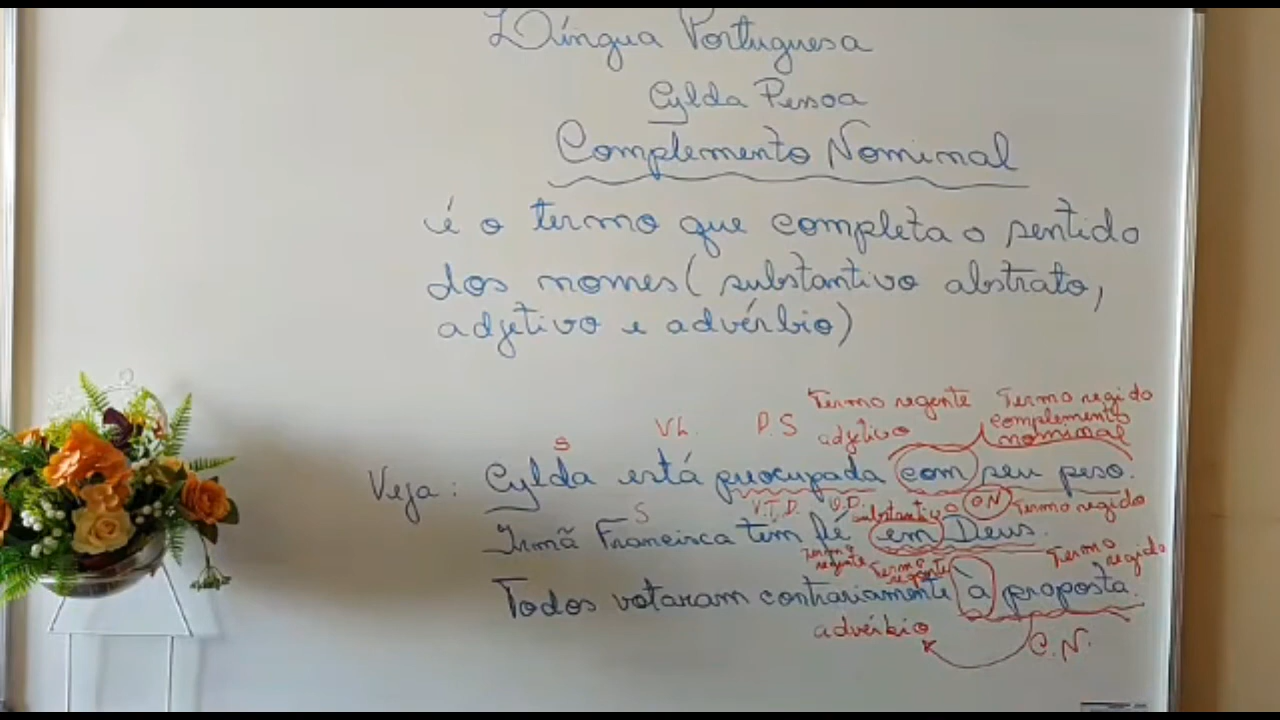 Língua Portuguesa
Cylda Pessoa
Complemento Nominal
é o termo que completa o sentido
dos nomes (substantivo abstrato,
adjetivo e advérbio)
Termo regente Termo regido
S VL. P.S adjetivo complemento nominal
Veja: Cylda está preocupada com seu peso.
S V.T.D. O.D. substantivo CN Termo regido
Irmã Francisca tem fé em Deus.
Termo regente Termo regente Termo regido
Todos votaram contrariamente à proposta.
advérbio C.N.